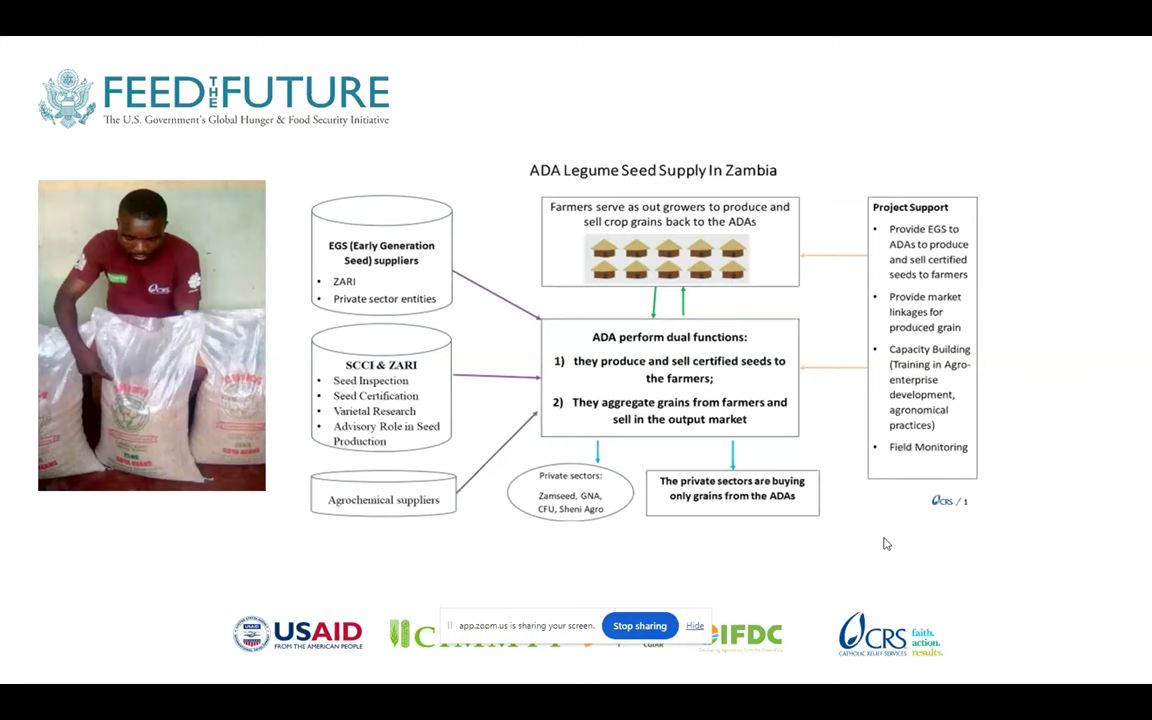 FEED THE FUTURE
The U.S. Government's Global Hunger & Food Security Initiative
ADA Legume Seed Supply In Zambia
EGS (Early Generation
Seed) suppliers
• ZARI
• Private sector entities
SCCI & ZARI
• Seed Inspection
• Seed Certification
• Varietal Research
• Advisory Role in Seed
Production
Agrochemical suppliers
Farmers serve as out growers to produce and
sell crop grains back to the ADAs
ADA perform dual functions:
1) they produce and sell certified seeds to
the farmers;
2) They aggregate grains from farmers and
sell in the output market
Private sectors:
Zamseed, GNA,
CFU, Sheni Agro
The private sectors are buying
only grains from the ADAs
Project Support
• Provide EGS to
ADAs to produce
and sell certified
seeds to farmers
• Provide market
linkages for
produced grain
• Capacity Building
(Training in Agro-
enterprise
development,
agronomical
practices)
• Field Monitoring
CRS / 1
CRS
USAID
FROM THE AMERICAN PEOPLE
app.zoom.us is sharing your screen.
Stop sharing
Hide
IFDC
CRS
CATHOLIC RELIEF SERVICES
faith.
action.
results.